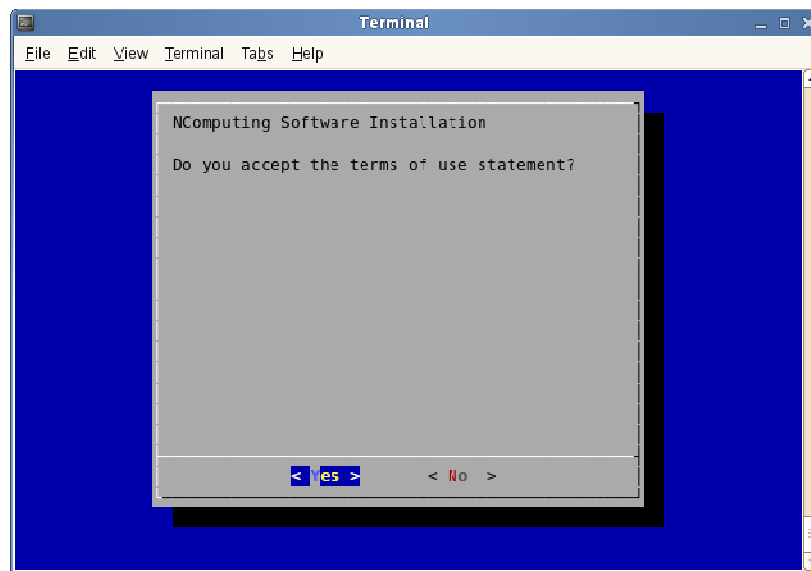 Terminal
File Edit View Terminal Tabs Help
NComputing Software Installation
Do you accept the terms of use statement?
< Yes > < No >